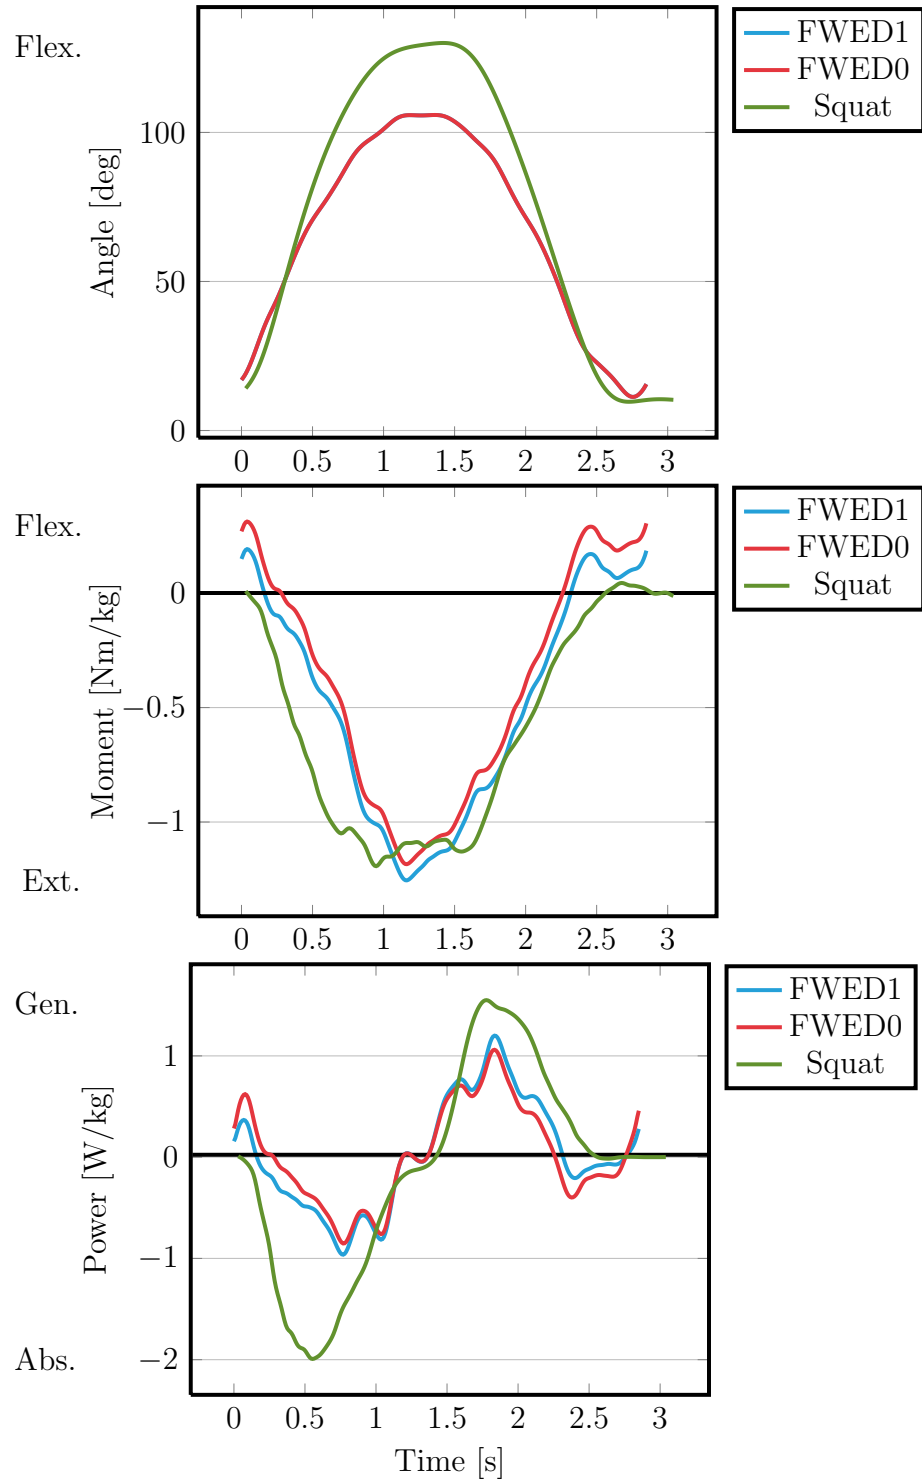 Flex.
FWED1
FWED0
Squat
Angle [deg]
100
50
0
0 0.5 1 1.5 2 2.5 3
Flex.
FWED1
FWED0
Squat
Moment [Nm/kg]
0
−0.5
−1
Ext.
0 0.5 1 1.5 2 2.5 3
Gen.
FWED1
FWED0
Squat
Power [W/kg]
1
0
−1
−2
Abs.
0 0.5 1 1.5 2 2.5 3
Time [s]